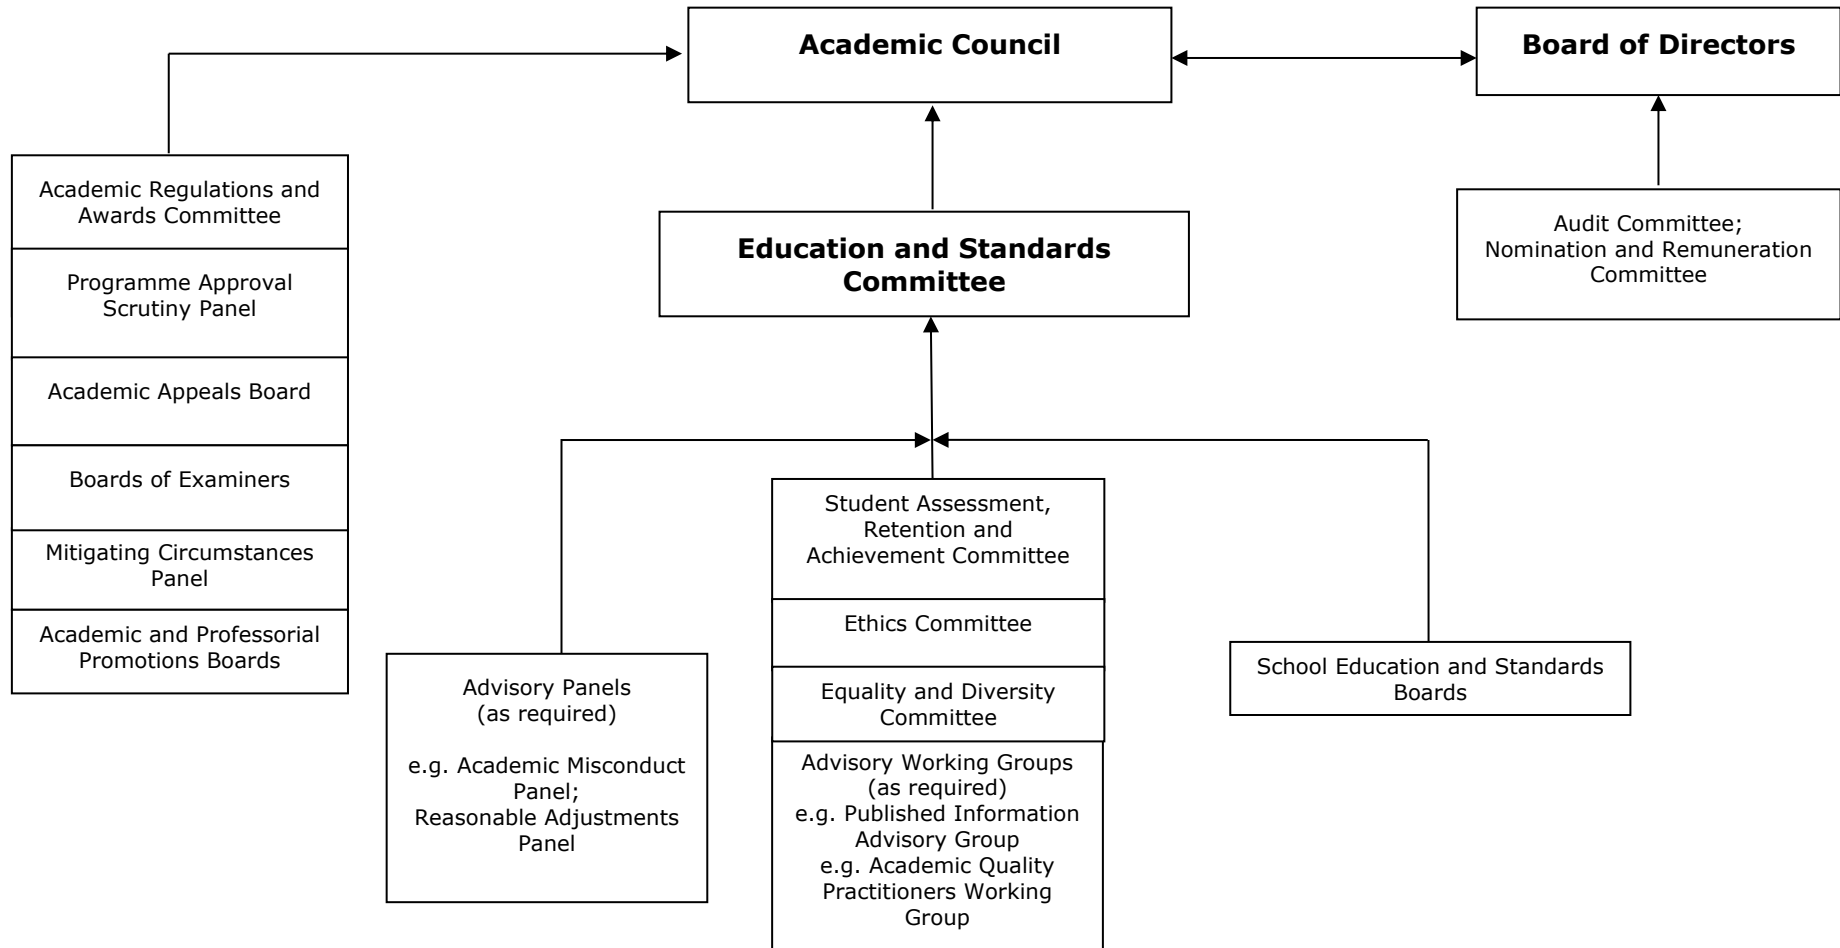 Academic Council
Board of Directors
Academic Regulations and
Awards Committee
Programme Approval
Scrutiny Panel
Academic Appeals Board
Boards of Examiners
Mitigating Circumstances
Panel
Academic and Professorial
Promotions Boards
Education and Standards
Committee
Audit Committee;
Nomination and Remuneration
Committee
Advisory Panels
(as required)
e.g. Academic Misconduct
Panel;
Reasonable Adjustments
Panel
Student Assessment,
Retention and
Achievement Committee
Ethics Committee
Equality and Diversity
Committee
Advisory Working Groups
(as required)
e.g. Published Information
Advisory Group
e.g. Academic Quality
Practitioners Working
Group
School Education and Standards
Boards